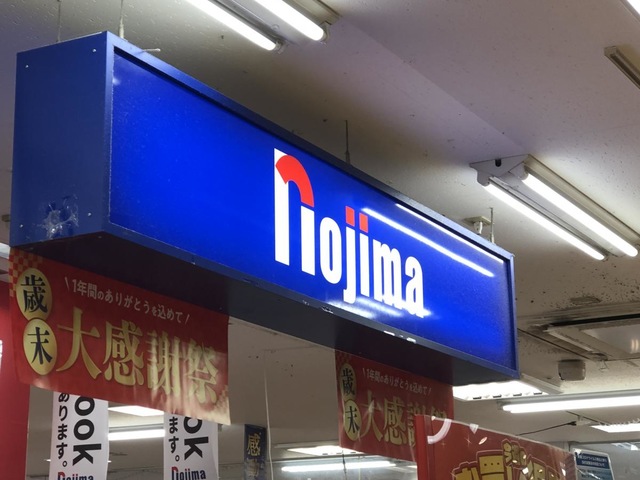 nojima
1年間のありがとうを込めて
歳末
大感謝祭
1年間のありがとうを込めて
歳末
大感謝祭
ook
あります。
nojima
ook
ます。
nojima
感